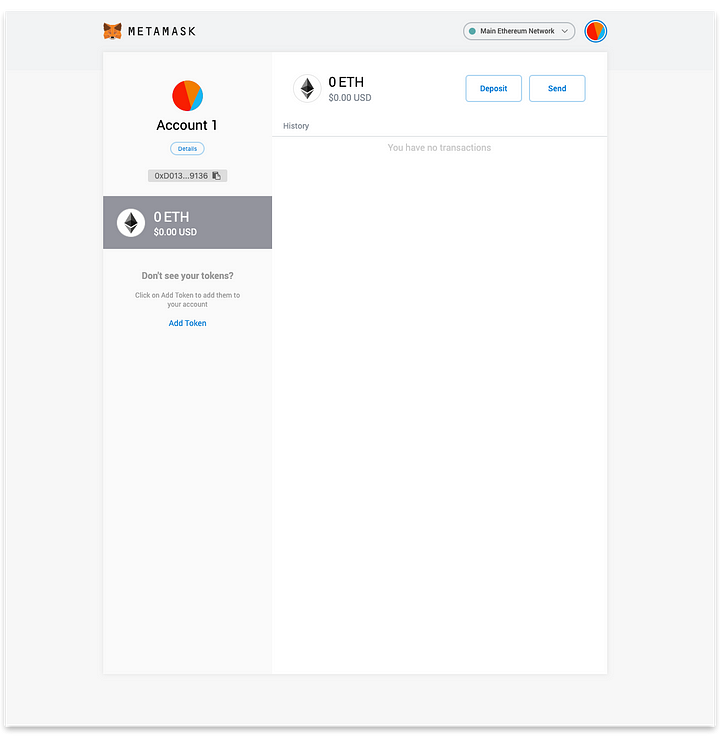 METAMASK
Main Ethereum Network
Account 1
Details
0xD013...9136
0 ETH
$0.00 USD
Don't see your tokens?
Click on Add Token to add them to
your account
Add Token
0 ETH
$0.00 USD
Deposit
Send
History
You have no transactions